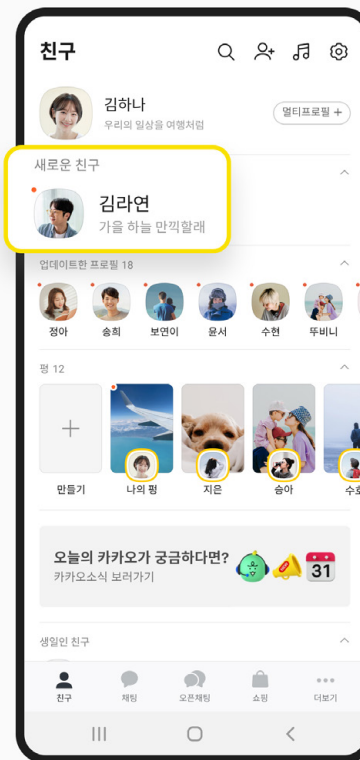 친구
김하나
우리의 일상을 여행처럼
멀티프로필 +
새로운 친구
김라연
가을 하늘 만끽할래
업데이트한 프로필 18
정아
송희
보연이
윤서
수현
뚜비니
펑 12
만들기
나의 펑
지은
승아
수호
오늘의 카카오가 궁금하다면?
카카오소식 보러가기
31
생일인 친구
친구
채팅
오픈채팅
쇼핑
더보기